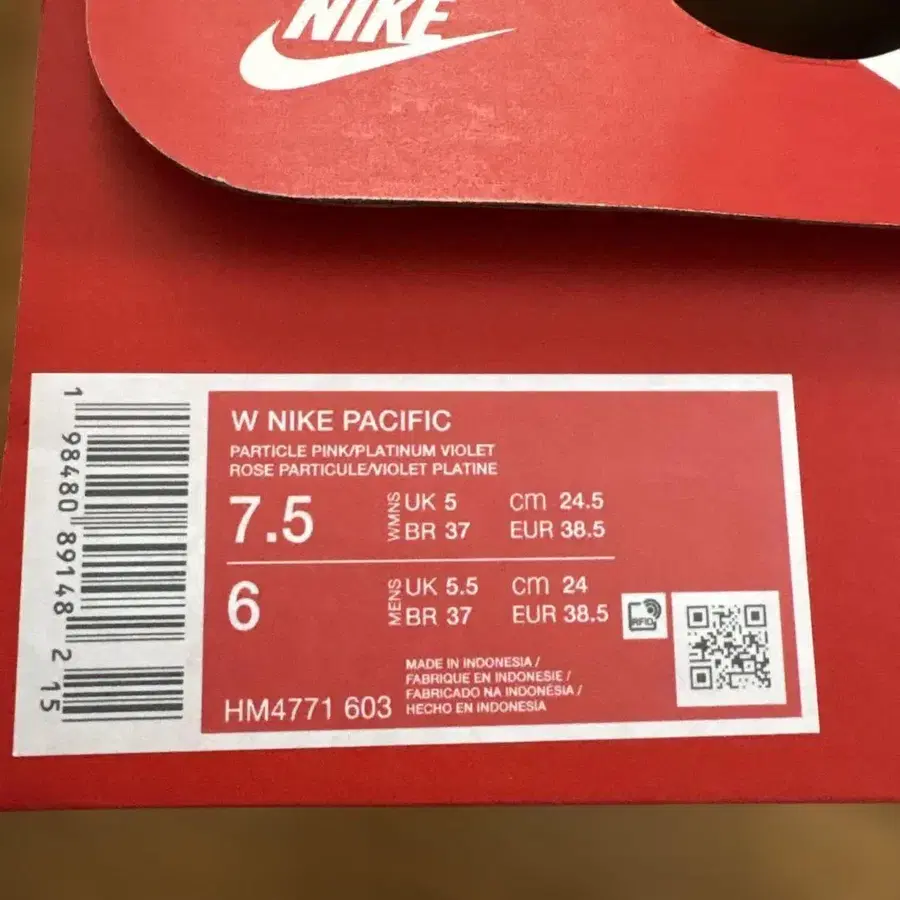 NIKE
W NIKE PACIFIC
PARTICLE PINK/PLATINUM VIOLET
ROSE PARTICULE/VIOLET PLATINE
7.5 WMNS UK 5 CM 24.5
BR 37 EUR 38.5
6 MENS UK 5.5 CM 24
BR 37 EUR 38.5
RFID
MADE IN INDONESIA /
FABRIQUE EN INDONESIE /
FABRICADO NA INDONÉSIA /
HECHO EN INDONESIA
HM4771 603
1 98480 89148 2 15